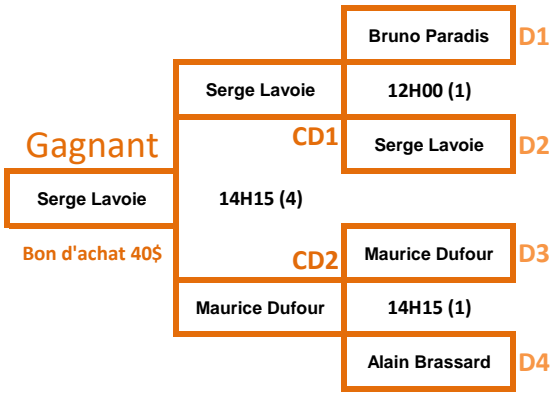 Bruno Paradis D1
Serge Lavoie 12H00 (1)
CD1 Serge Lavoie D2
Gagnant
Serge Lavoie 14H15 (4)
Bon d'achat 40$ CD2 Maurice Dufour D3
Maurice Dufour 14H15 (1)
Alain Brassard D4